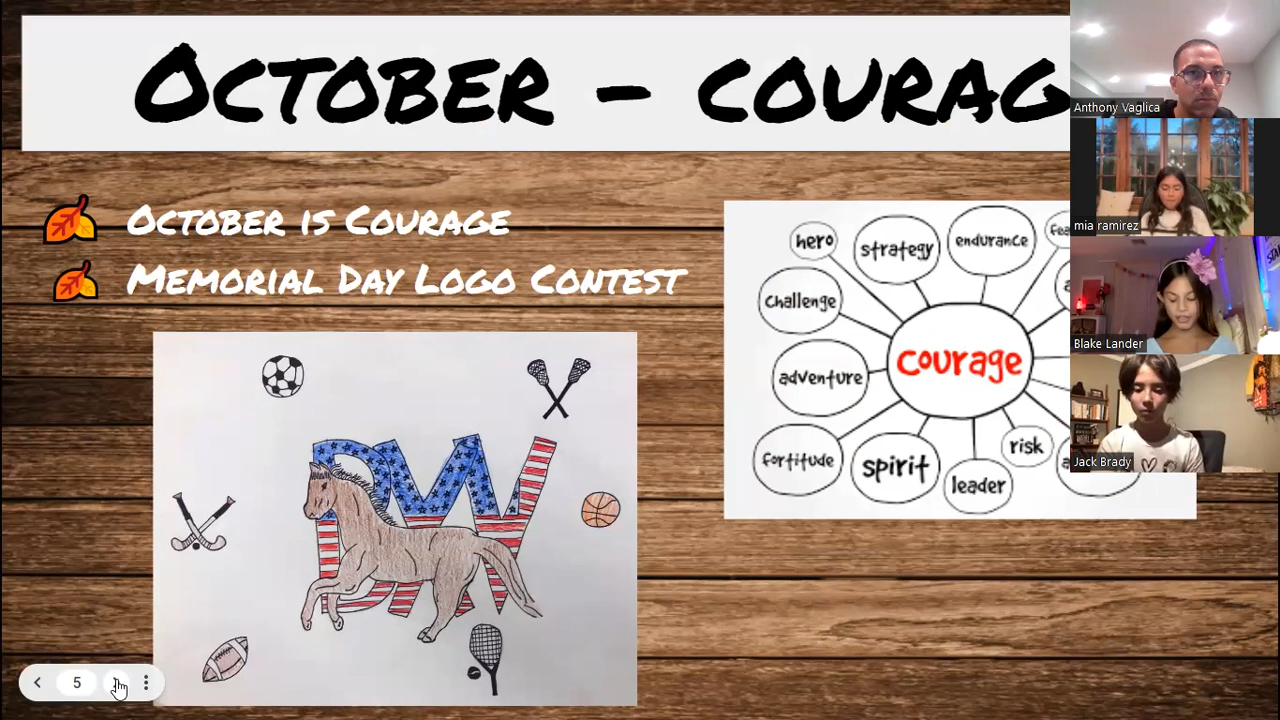 OCTOBER - COURAG
OCTOBER IS COURAGE
MEMORIAL DAY LOGO CONTEST
DW
hero
strategy
endurance
challenge
adventure
courage
fortitude
spirit
leader
risk
Anthony Vaglica
mia ramirez
Blake Lander
Jack Brady
5